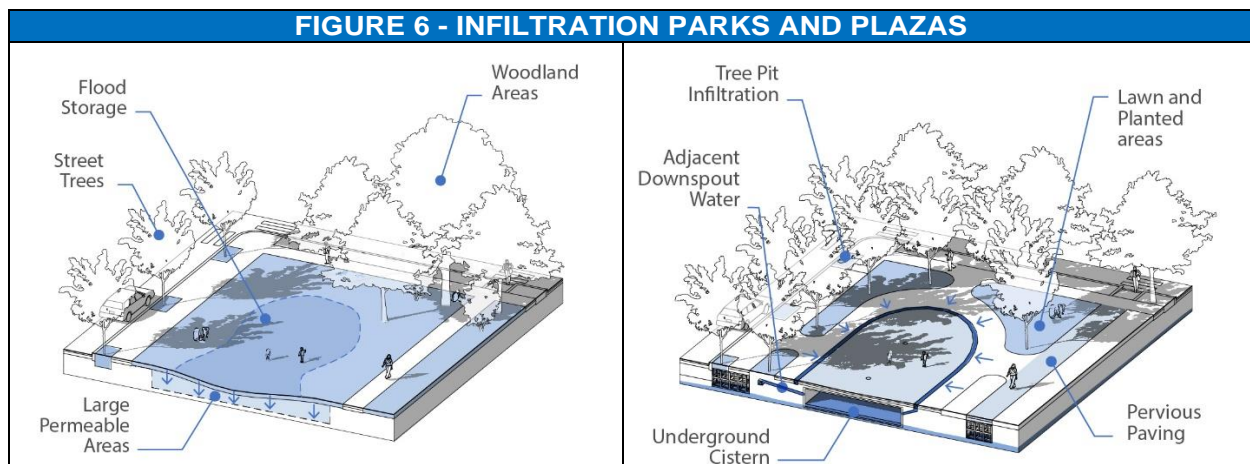 FIGURE 6 - INFILTRATION PARKS AND PLAZAS
Flood
Storage
Woodland
Areas
Street
Trees
Large
Permeable
Areas
Tree Pit
Infiltration
Lawn and
Planted
areas
Adjacent
Downspout
Water
Underground
Cistern
Pervious
Paving